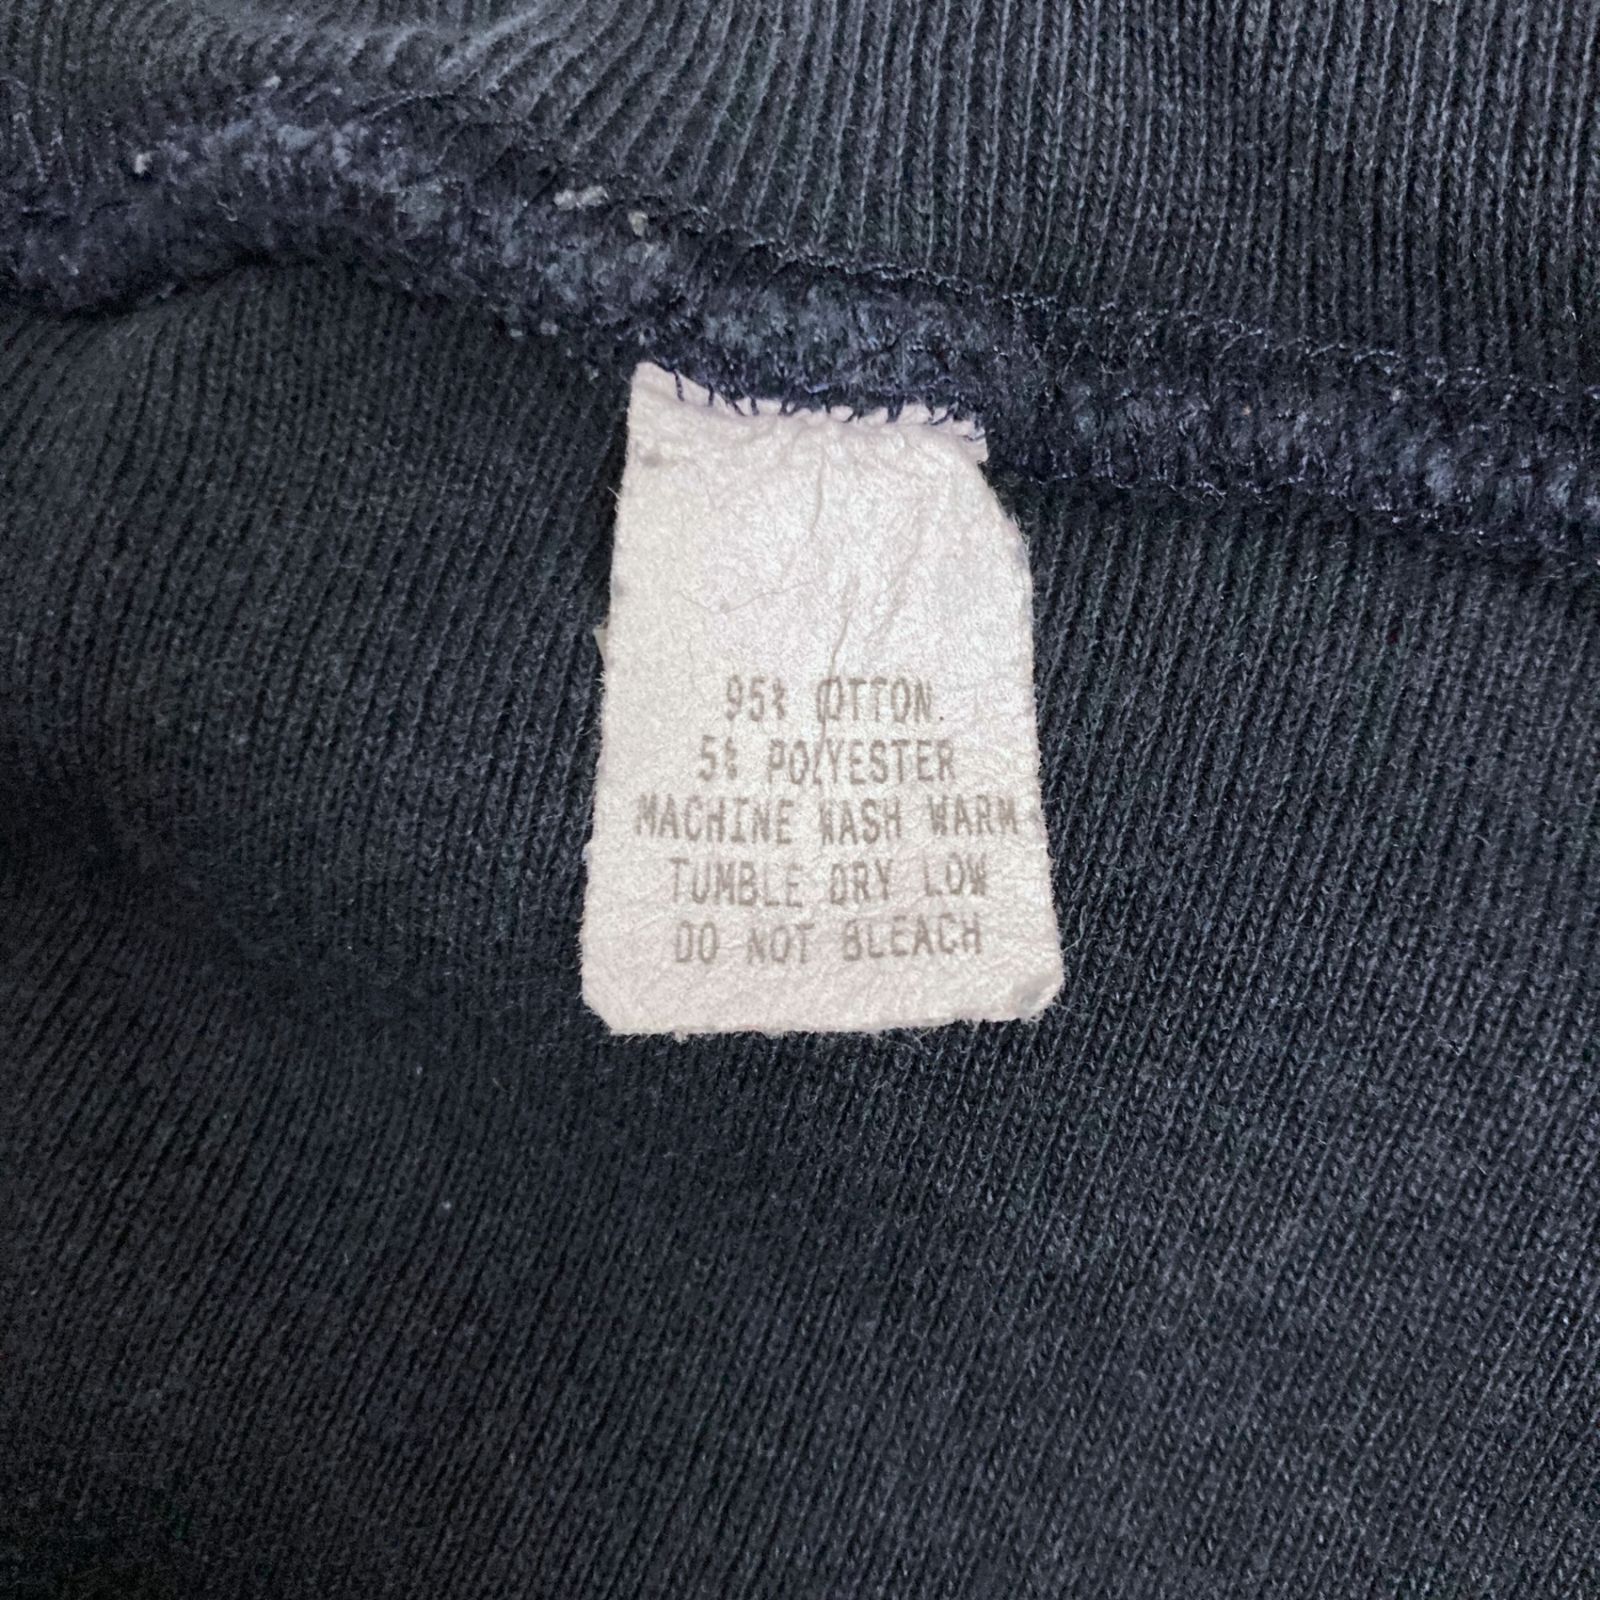 95% COTTON.
5% POLYESTER
MACHINE WASH WARM
TUMBLE DRY LOW
DO NOT BLEACH